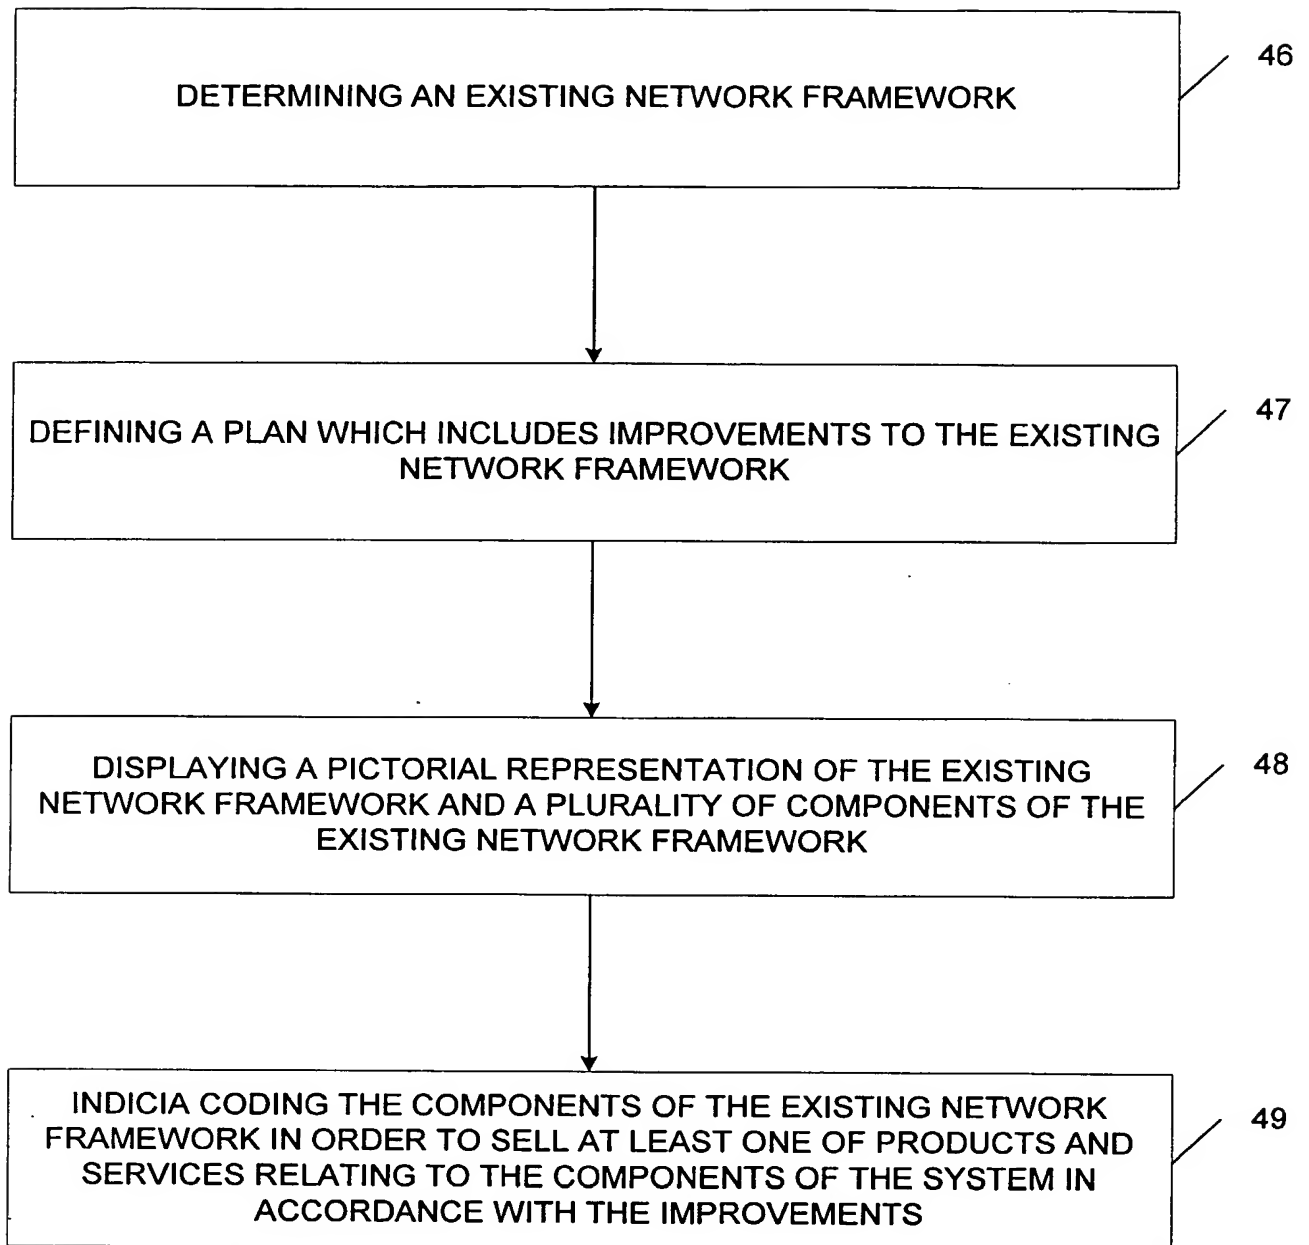 46
DETERMINING AN EXISTING NETWORK FRAMEWORK
47
DEFINING A PLAN WHICH INCLUDES IMPROVEMENTS TO THE EXISTING
NETWORK FRAMEWORK
48
DISPLAYING A PICTORIAL REPRESENTATION OF THE EXISTING
NETWORK FRAMEWORK AND A PLURALITY OF COMPONENTS OF THE
EXISTING NETWORK FRAMEWORK
49
INDICIA CODING THE COMPONENTS OF THE EXISTING NETWORK
FRAMEWORK IN ORDER TO SELL AT LEAST ONE OF PRODUCTS AND
SERVICES RELATING TO THE COMPONENTS OF THE SYSTEM IN
ACCORDANCE WITH THE IMPROVEMENTS